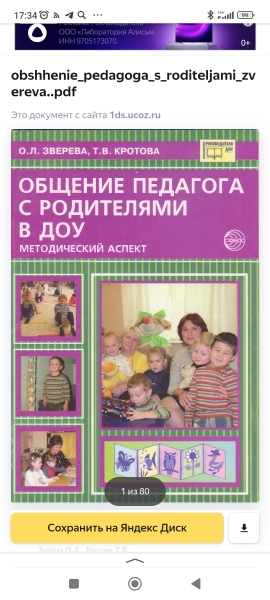 17:34
99
ООО «Лаборатория Алисы».
ИНН 9705173070.
0+
obshhenie_pedagoga_s_roditeljami_zv
ereva..pdf
Это документ с сайта 1ds.ucoz.ru
О.Л. ЗВЕРЕВА, Т.В. КРОТОВА
ОБЩЕНИЕ ПЕДАГОГА
С РОДИТЕЛЯМИ
В ДОУ
МЕТОДИЧЕСКИЙ АСПЕКТ
СФЕРА
1 из 80
Сохранить на Яндекс Диск